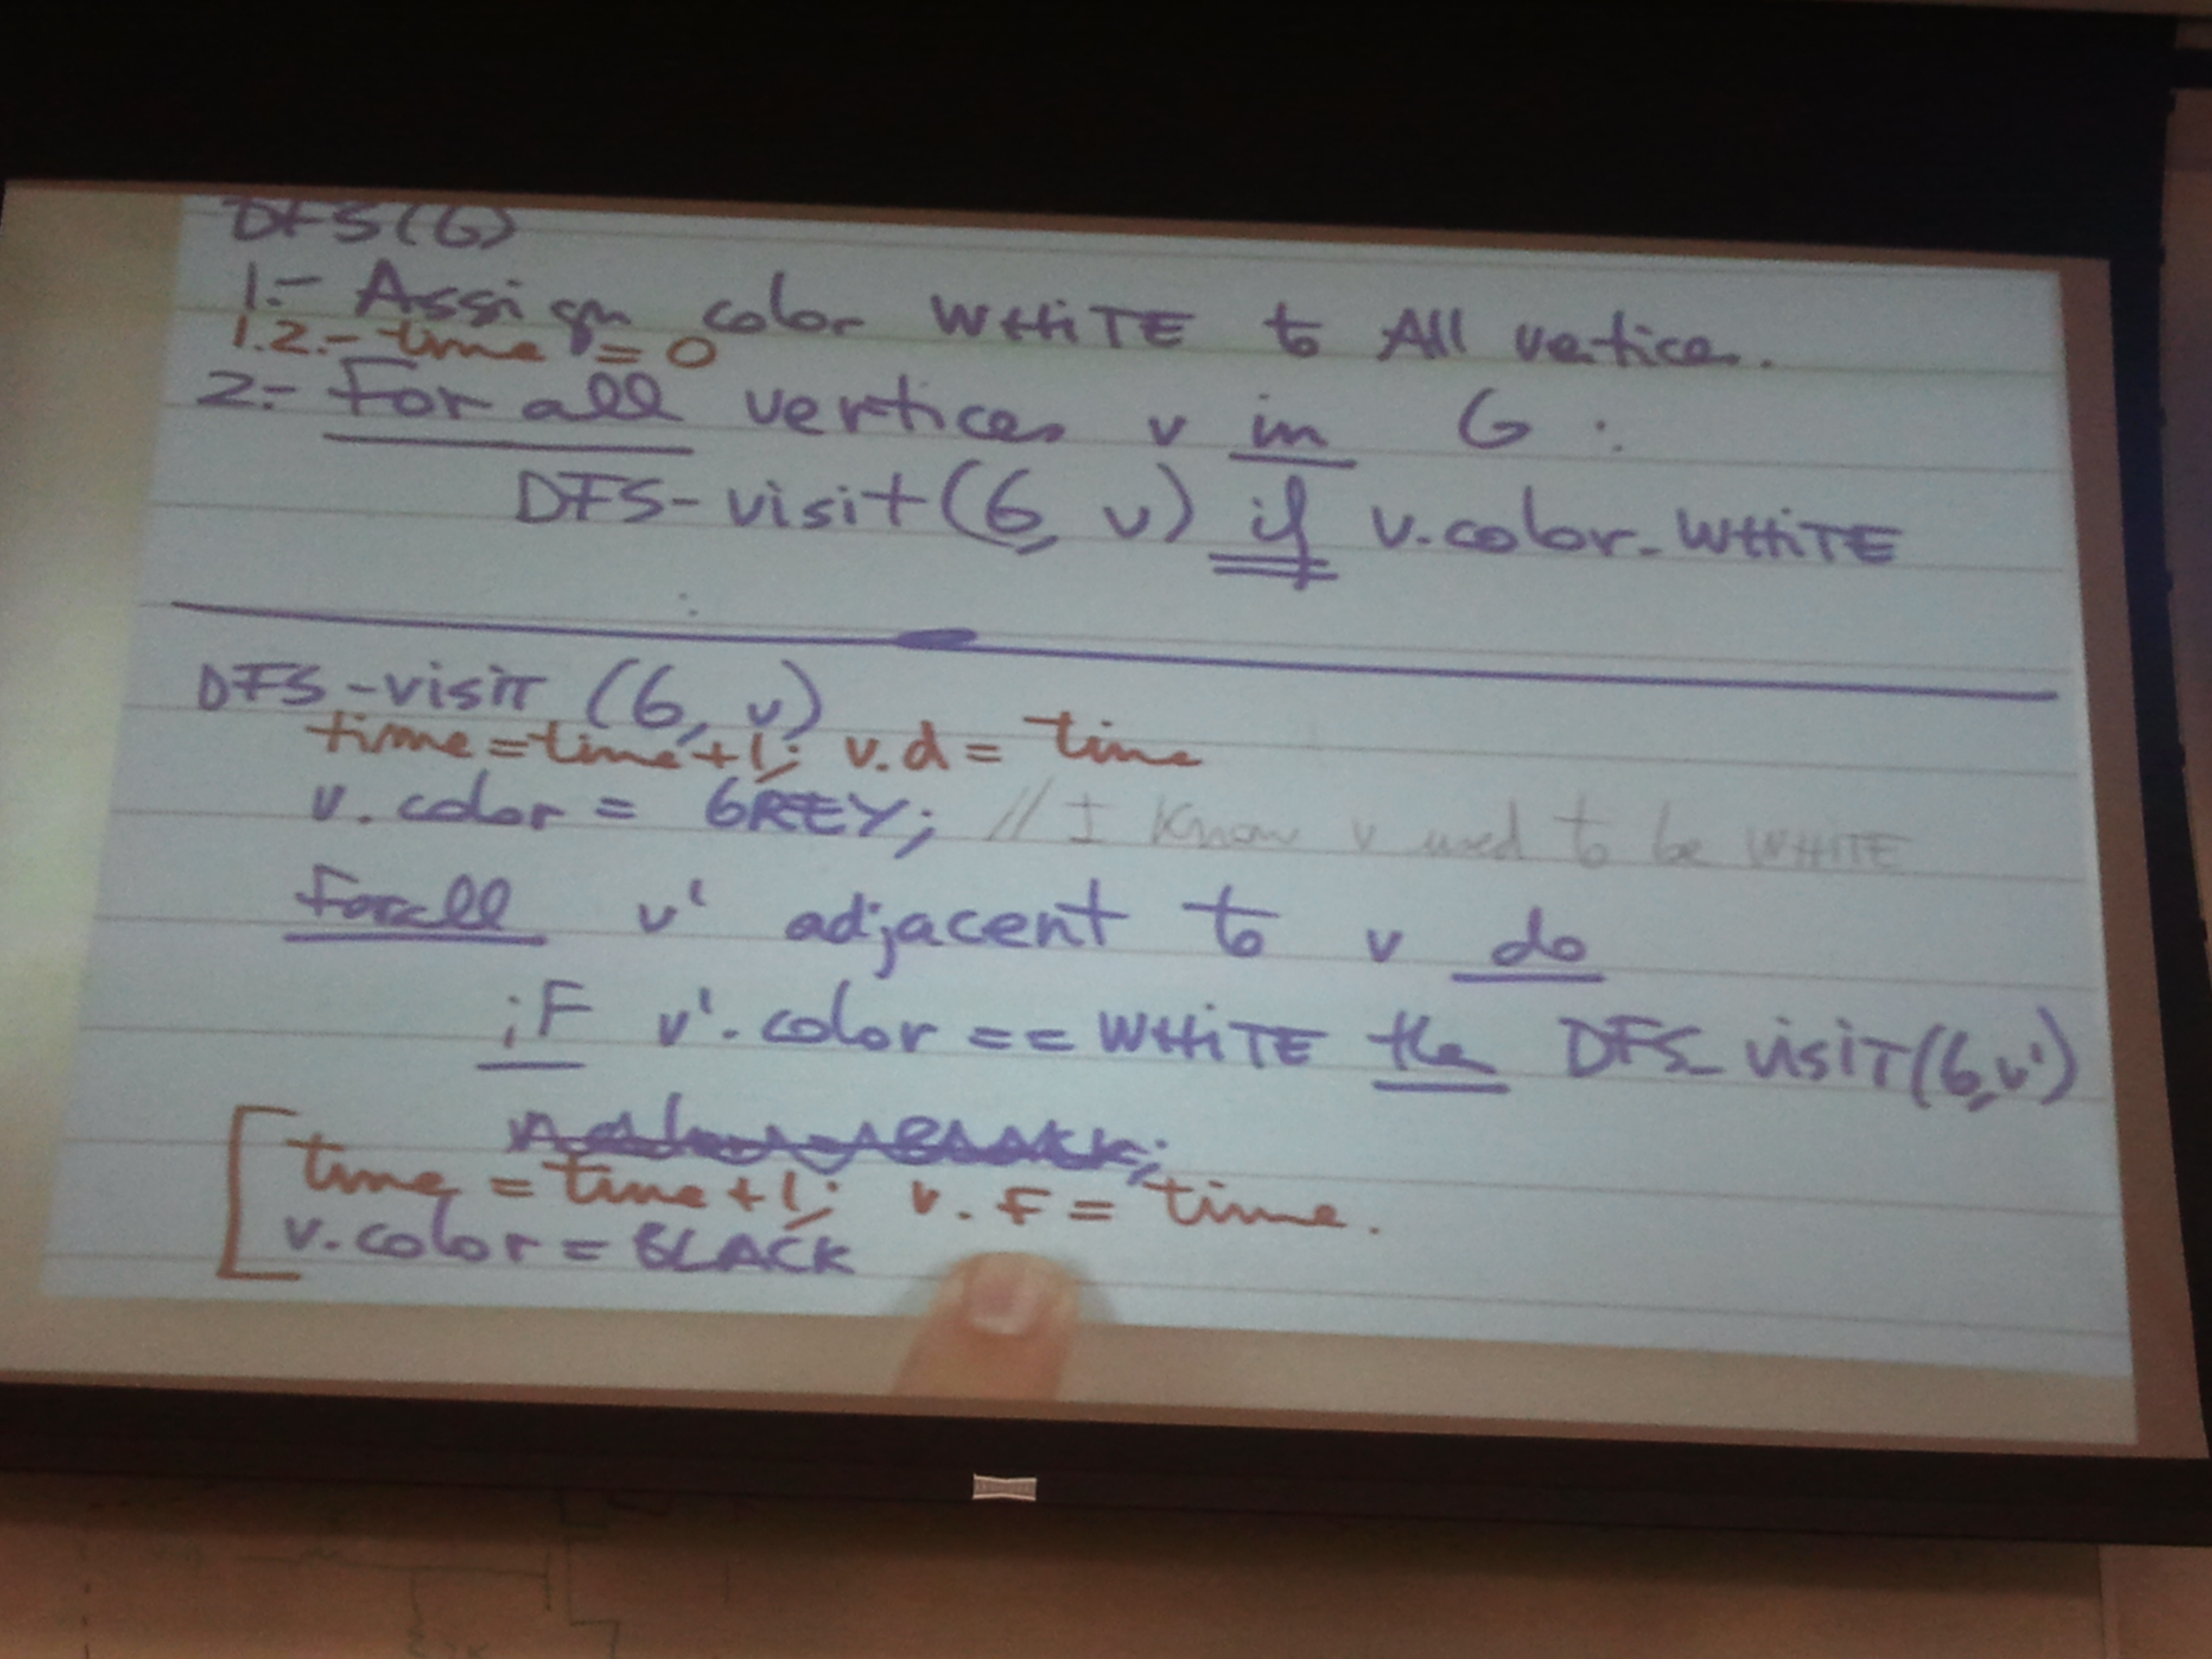 DFS(G)
1.- Assign color WHITE to All vertices.
1.2.- time = 0
2.- For all vertices v in G :
DFS-visit(G, v) if v.color-WHITE
DFS-visit (G, v)
time=time+1; v.d = time
v.color = GREY; // I know v used to be WHITE
Forall v' adjacent to v do
iF v'.color == WHITE the DFS_visit(G,v')
time = time+1; v.F = time.
v.color = BLACK